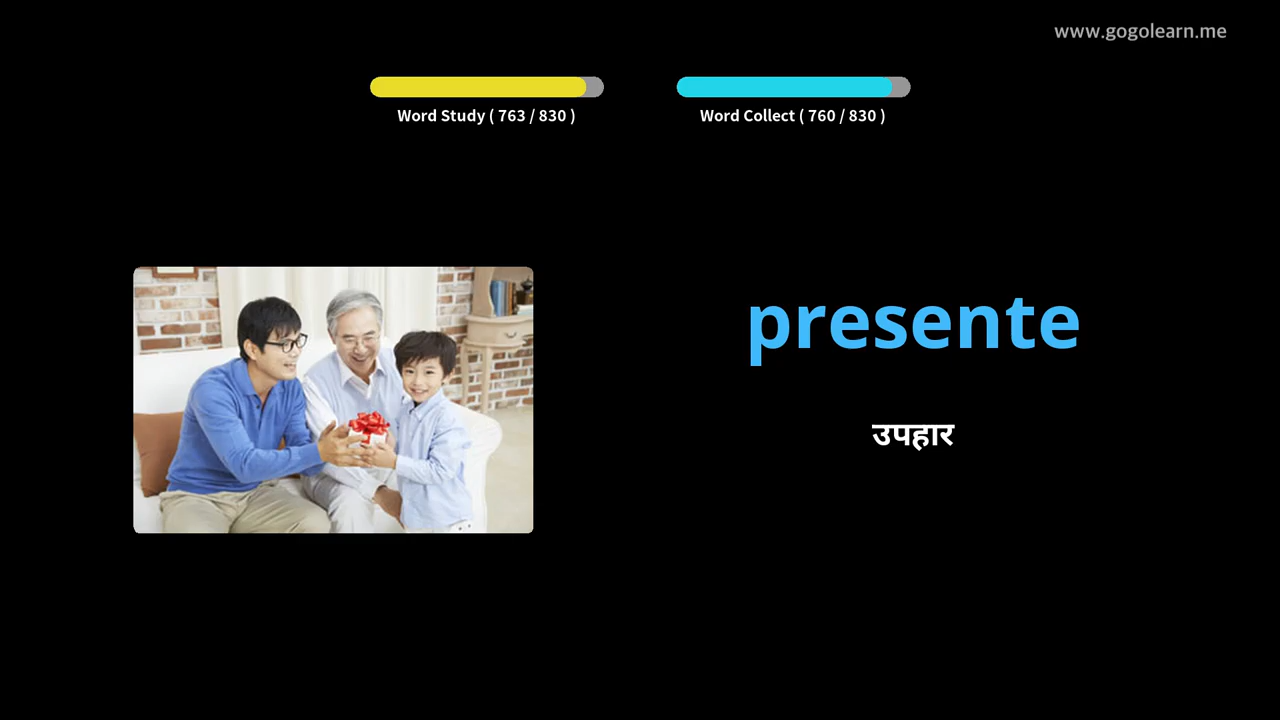 www.gogolearn.me
Word Study ( 763 / 830 )
Word Collect ( 760 / 830 )
presente
उपहार